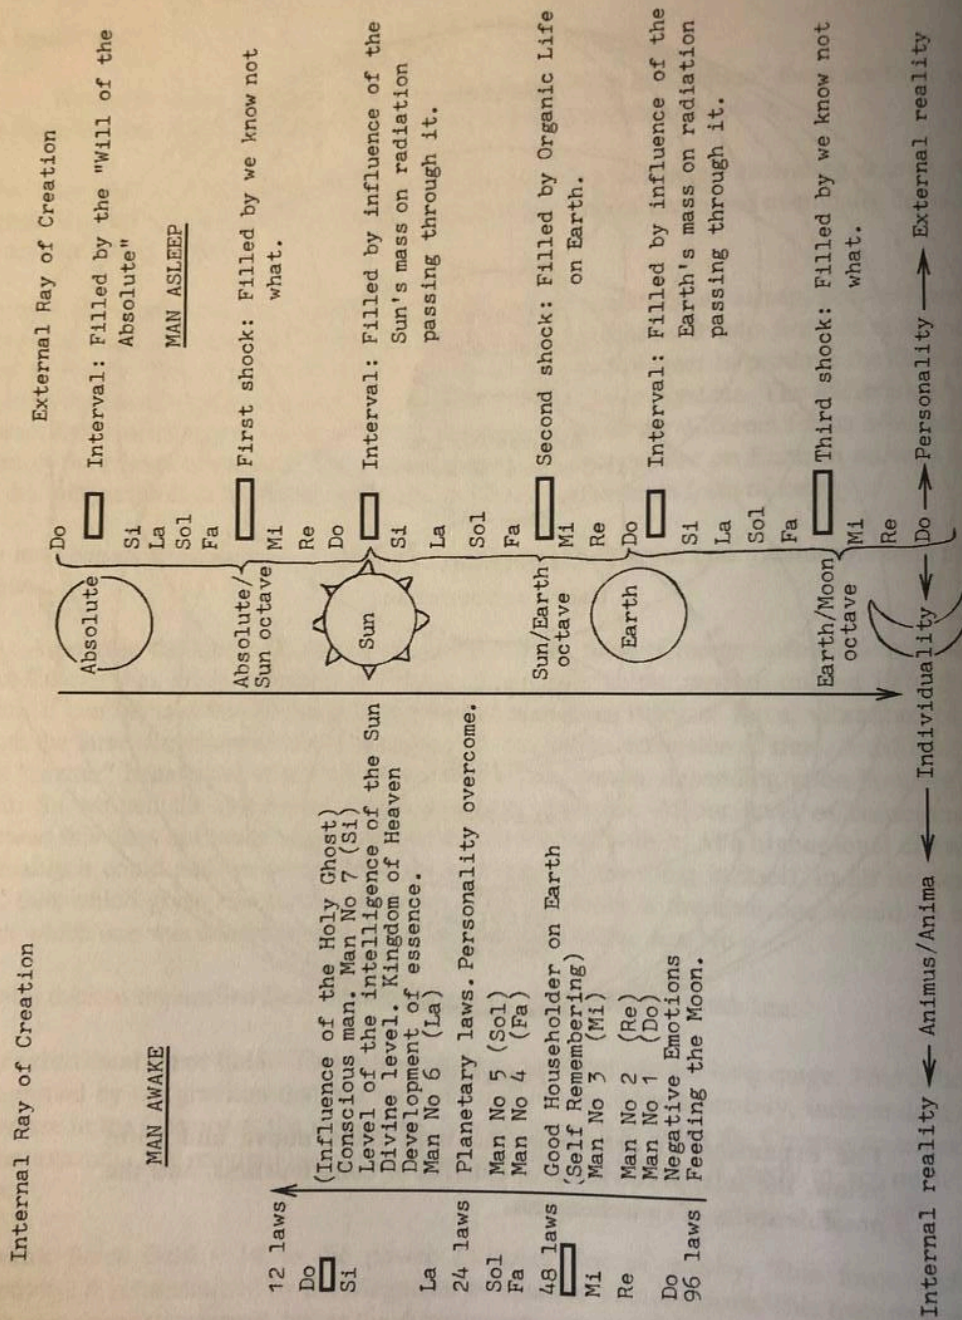 Internal Ray of Creation
MAN AWAKE
12 laws
Do
Si
La
24 laws
Sol
Fa
48 laws
Mi
Re
Do
96 laws
(Influence of the Holy Ghost)
Conscious man. Man No 7 (Si)
Level of the intelligence of the Sun
Divine level. Kingdom of Heaven
Development of essence.
Man No 6 (La)
Planetary laws. Personality overcome.
Man No 5 (Sol)
Man No 4 (Fa)
Good Householder on Earth
(Self Remembering)
Man No 3 (Mi)
Man No 2 (Re)
Man No 1 (Do)
Negative Emotions
Feeding the Moon.
External Ray of Creation
Absolute
Absolute/
Sun octave
Sun
Sun/Earth
octave
Earth
Earth/Moon
octave
Do
Interval: Filled by the "Will of the
Absolute"
Si
La
MAN ASLEEP
Sol
Fa
First shock: Filled by we know not
what.
Mi
Re
Do
Interval: Filled by influence of the
Sun's mass on radiation
passing through it.
Si
La
Sol
Fa
Second shock: Filled by Organic Life
on Earth.
Mi
Re
Do
Interval: Filled by influence of the
Earth's mass on radiation
passing through it.
Si
La
Sol
Fa
Third shock: Filled by we know not
what.
Mi
Re
Internal reality ← Animus/Anima ← Individuality ← Do → Personality → External reality